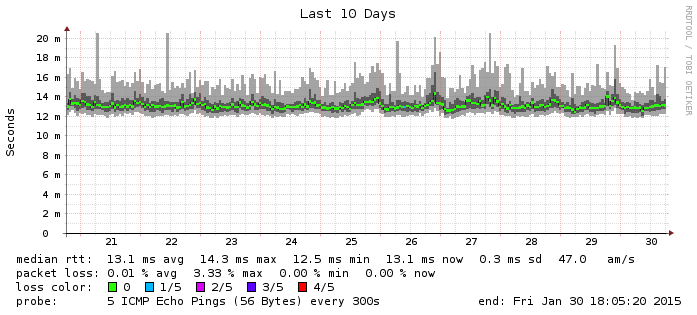 Last 10 Days
RRDTOOL / TOBI OETIKER
Seconds
20 m
18 m
16 m
14 m
12 m
10 m
8 m
6 m
4 m
2 m
0
21 22 23 24 25 26 27 28 29 30
median rtt: 13.1 ms avg 14.3 ms max 12.5 ms min 13.1 ms now 0.3 ms sd 47.0 am/s
packet loss: 0.01 % avg 3.33 % max 0.00 % min 0.00 % now
loss color: 0 1/5 2/5 3/5 4/5
probe: 5 ICMP Echo Pings (56 Bytes) every 300s end: Fri Jan 30 18:05:20 2015